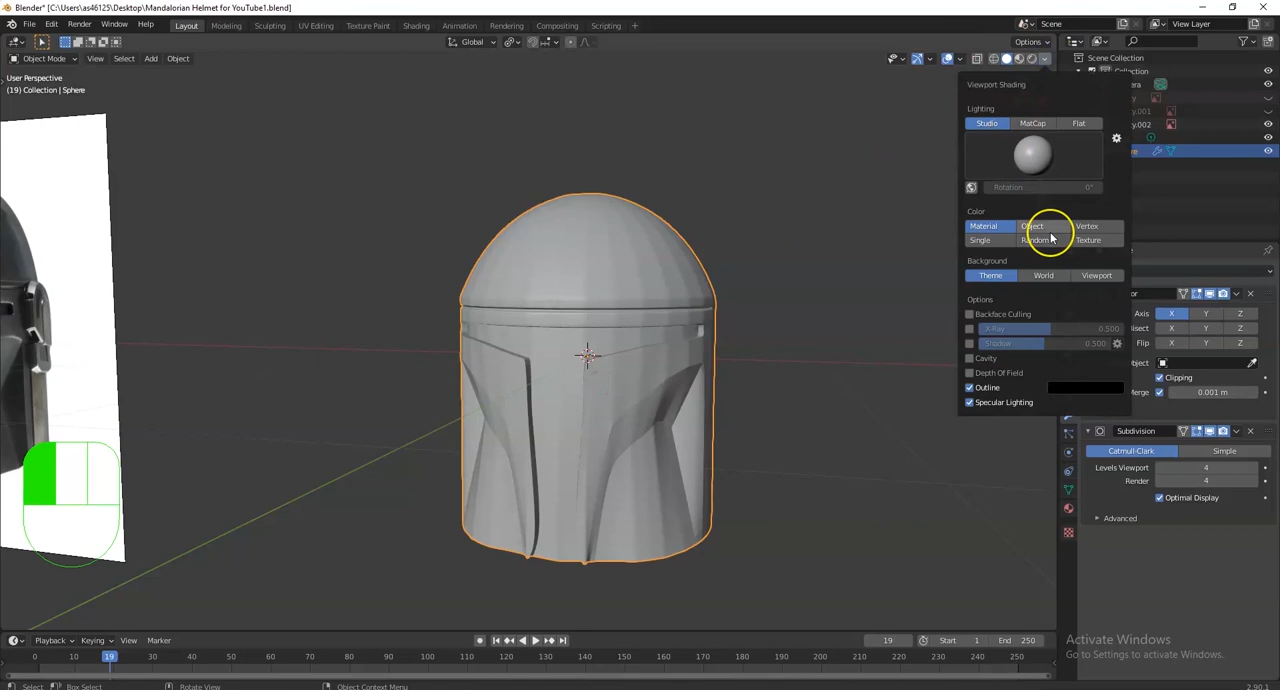 Blender* [C:\Users\as46125\Desktop\Mandalorian Helmet for YouTube1.blend]
File Edit Render Window Help Layout Modeling Sculpting UV Editing Texture Paint Shading Animation Rendering Compositing Scripting + Scene View Layer
Global Options
Object Mode View Select Add Object
User Perspective
(19) Collection | Sphere
Scene Collection
Collection
.001
.002
Viewport Shading
Lighting
Studio MatCap Flat
Rotation 0°
Color
Material Object Vertex
Single Random Texture
Background
Theme World Viewport
Options
Backface Culling
X-Ray 0.500
Shadow 0.500
Cavity
Depth Of Field
Outline
Specular Lighting
Axis X Y Z
X Y Z
Flip X Y Z
Clipping
Merge 0.001 m
Subdivision
Catmull-Clark Simple
Levels Viewport 4
Render 4
Optimal Display
Advanced
Activate Windows
Go to Settings to activate Windows.
Playback Keying View Marker 19 Start 1 End 250
0 10 19 30 40 50 60 70 80 90 100 110 120 130 140 150 160 170 180 190 200 210 220 230 240 250
Select Box Select Rotate View Object Context Menu 2.90.1